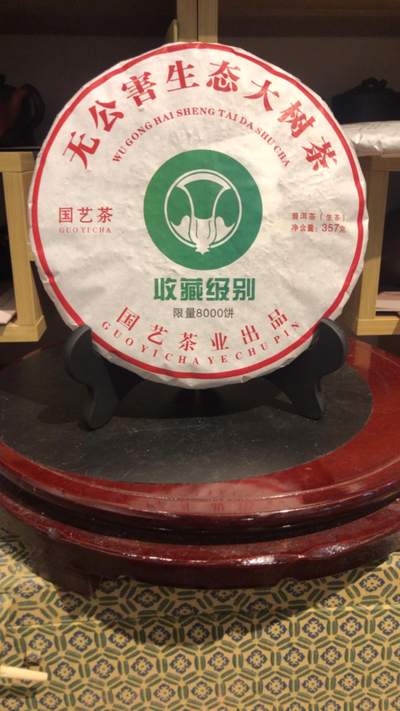 无公害生态大树茶
WU GONG HAI SHENG TAI DA SHU CHA
国艺茶
GUO YI CHA
普洱茶(生茶)
净含量:357克
收藏级别
限量8000饼
国艺茶业出品
GUO YI CHA YE CHU PIN